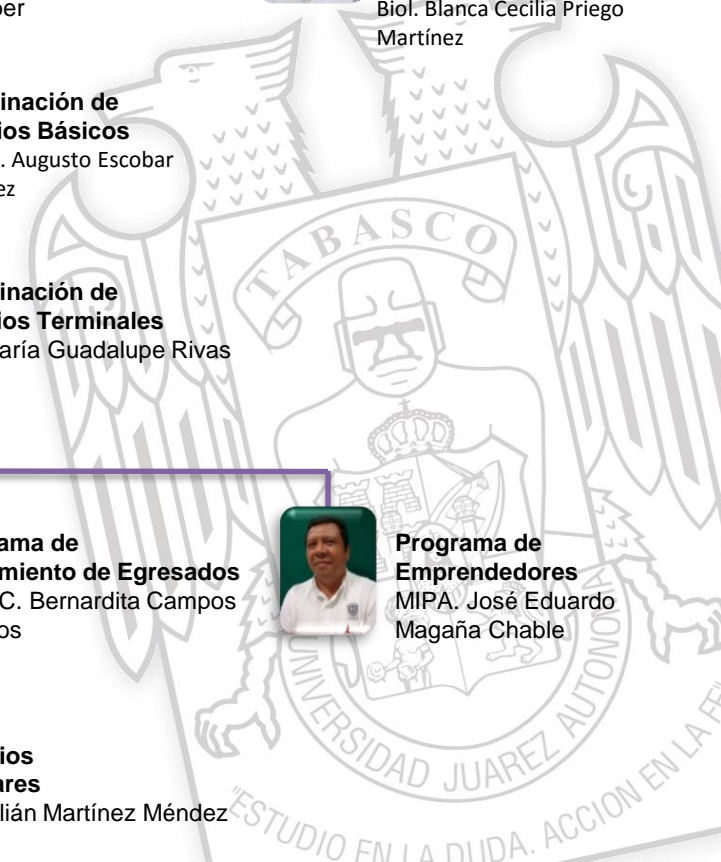 per
Biol. Blanca Cecilia Priego
Martínez
inación de
ios Básicos
. Augusto Escobar
ez
inación de
ios Terminales
aría Guadalupe Rivas
ama de
miento de Egresados
C. Bernardita Campos
os
Programa de
Emprendedores
MIPA. José Eduardo
Magaña Chable
ios
ares
lián Martínez Méndez
TABASCO
UNIVERSIDAD JUAREZ AUTONOMA
"ESTUDIO EN LA DUDA. ACCION EN LA FE